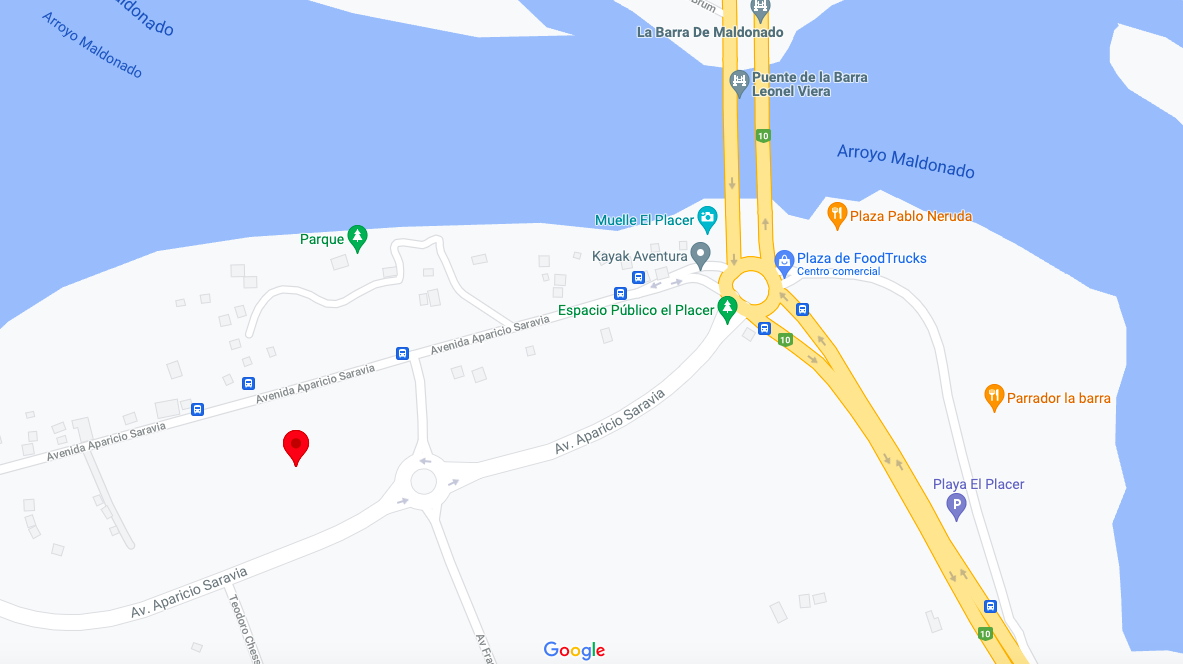 Brum
La Barra De Maldonado
Arroyo Maldonado
Puente de la Barra
Leonel Viera
10
Arroyo Maldonado
Muelle El Placer
Plaza Pablo Neruda
Parque
Kayak Aventura
Plaza de FoodTrucks
Centro comercial
Espacio Público el Placer
10
Avenida Aparicio Saravia
Avenida Aparicio Saravia
Avenida Aparicio Saravia
Av. Aparicio Saravia
Parrador la barra
Playa El Placer
P
Av. Aparicio Saravia
Teodoro Chess
Av Fra
10
Google